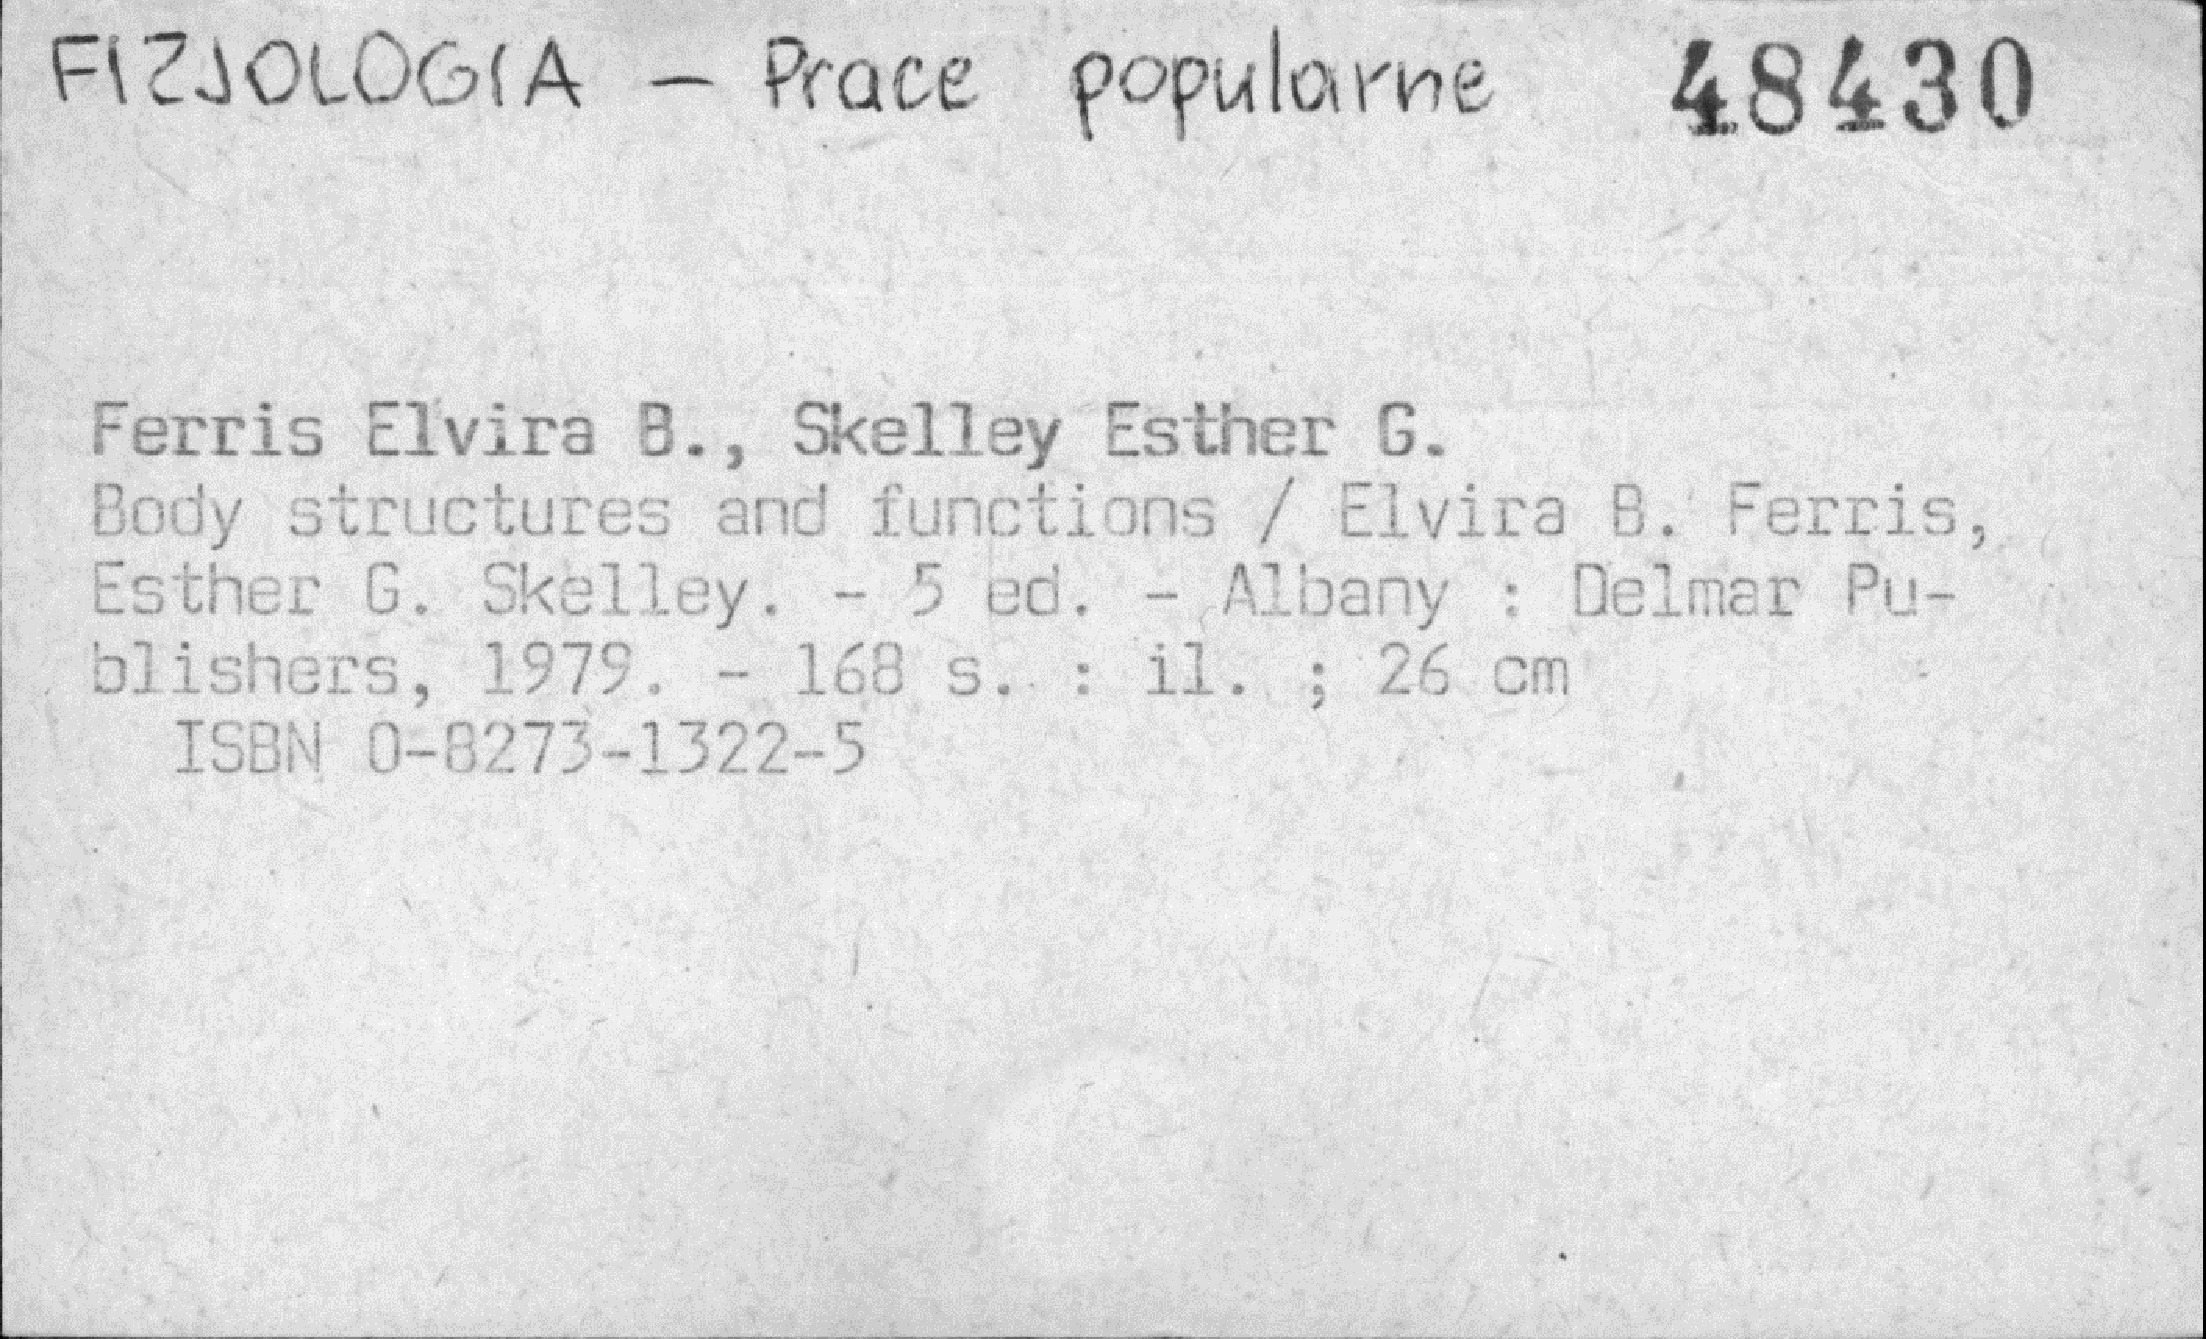 FIZJOLOGIA — Prace popularne 48430
Ferris Elvira B., Skelley Esther G.
Body structures and functions / Elvira B. Ferris,
Esther G. Skelley. - 5 ed. - Albany : Delmar Pu-
blishers, 1979. - 168 s. : il. ; 26 cm
ISBN 0-8273-1322-5